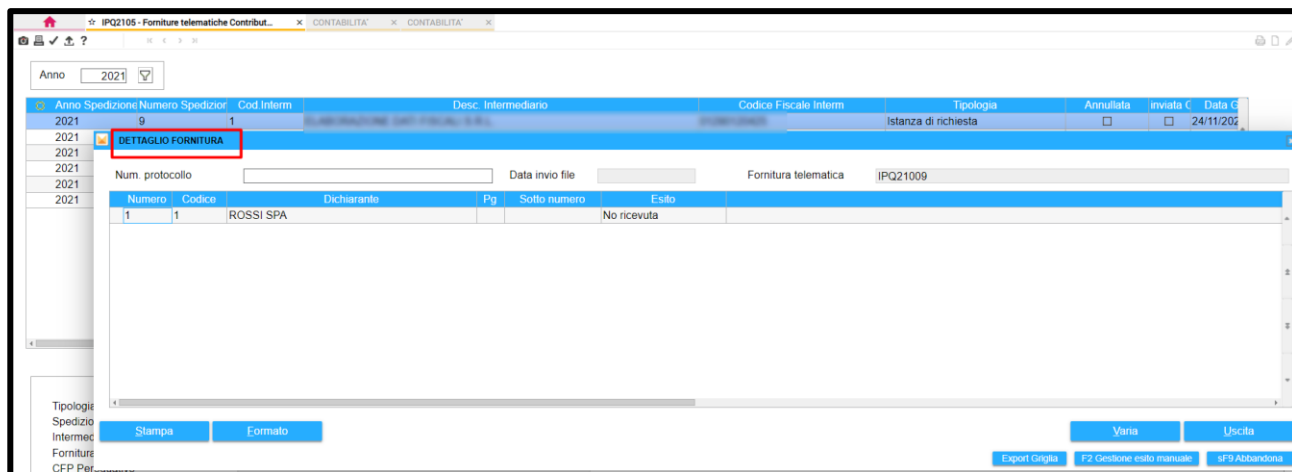 IPQ2105 - Forniture telematiche Contribut... CONTABILITA' CONTABILITA'
?
Anno 2021
Anno Spedizione Numero Spedizior Cod.Interm Desc. Intermediario Codice Fiscale Interm Tipologia Annullata inviata Data G
2021 9 1 Istanza di richiesta 24/11/202
2021
2021
2021
2021
2021
DETTAGLIO FORNITURA
Num. protocollo Data invio file Fornitura telematica IPQ21009
Numero Codice Dichiarante Pg Sotto numero Esito
1 1 ROSSI SPA No ricevuta
Stampa Formato Varia Uscita
Export Griglia F2 Gestione esito manuale sF9 Abbandona
Tipologia
Spedizio
Intermed
Fornitura
CFP Per